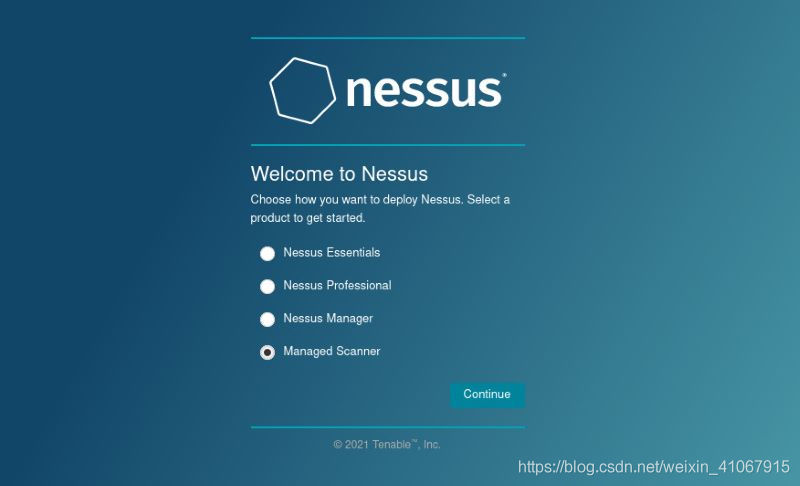 nessus®
Welcome to Nessus
Choose how you want to deploy Nessus. Select a
product to get started.
Nessus Essentials
Nessus Professional
Nessus Manager
Managed Scanner
Continue
© 2021 Tenable™, Inc.
https://blog.csdn.net/weixin_41067915